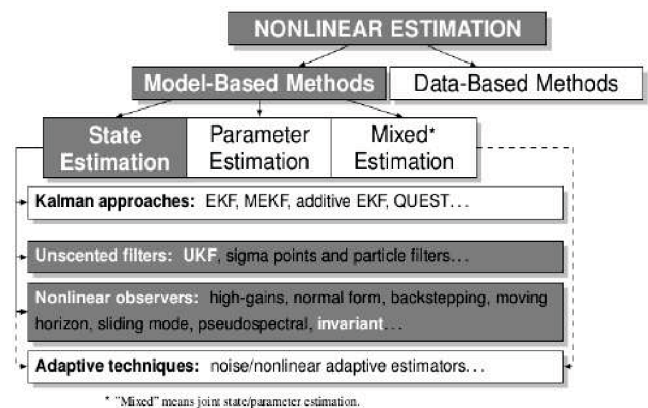 NONLINEAR ESTIMATION
Model-Based Methods
Data-Based Methods
State
Estimation
Parameter
Estimation
Mixed*
Estimation
Kalman approaches: EKF, MEKF, additive EKF, QUEST...
Unscented filters: UKF, sigma points and particle filters...
Nonlinear observers: high-gains, normal form, backstepping, moving
horizon, sliding mode, pseudospectral, invariant...
Adaptive techniques: noise/nonlinear adaptive estimators...
* "Mixed" means joint state/parameter estimation.